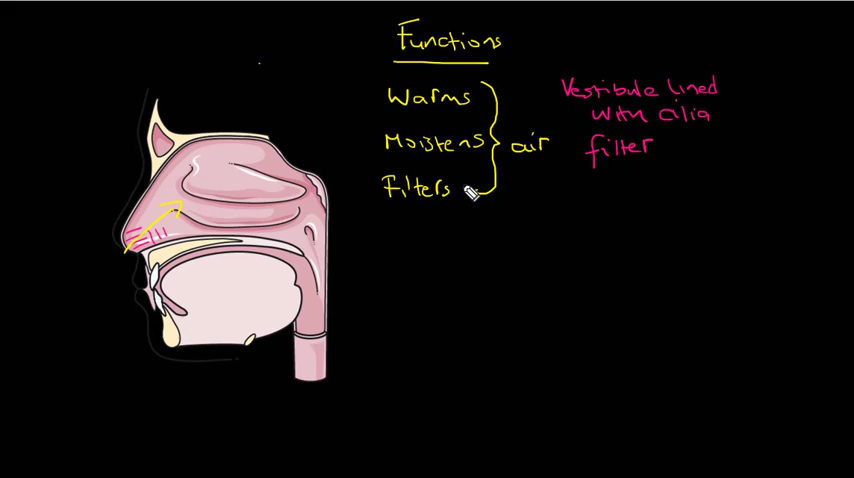 Functions
Warms
Moistens
Filters
air
Vestibule lined
with cilia
filter